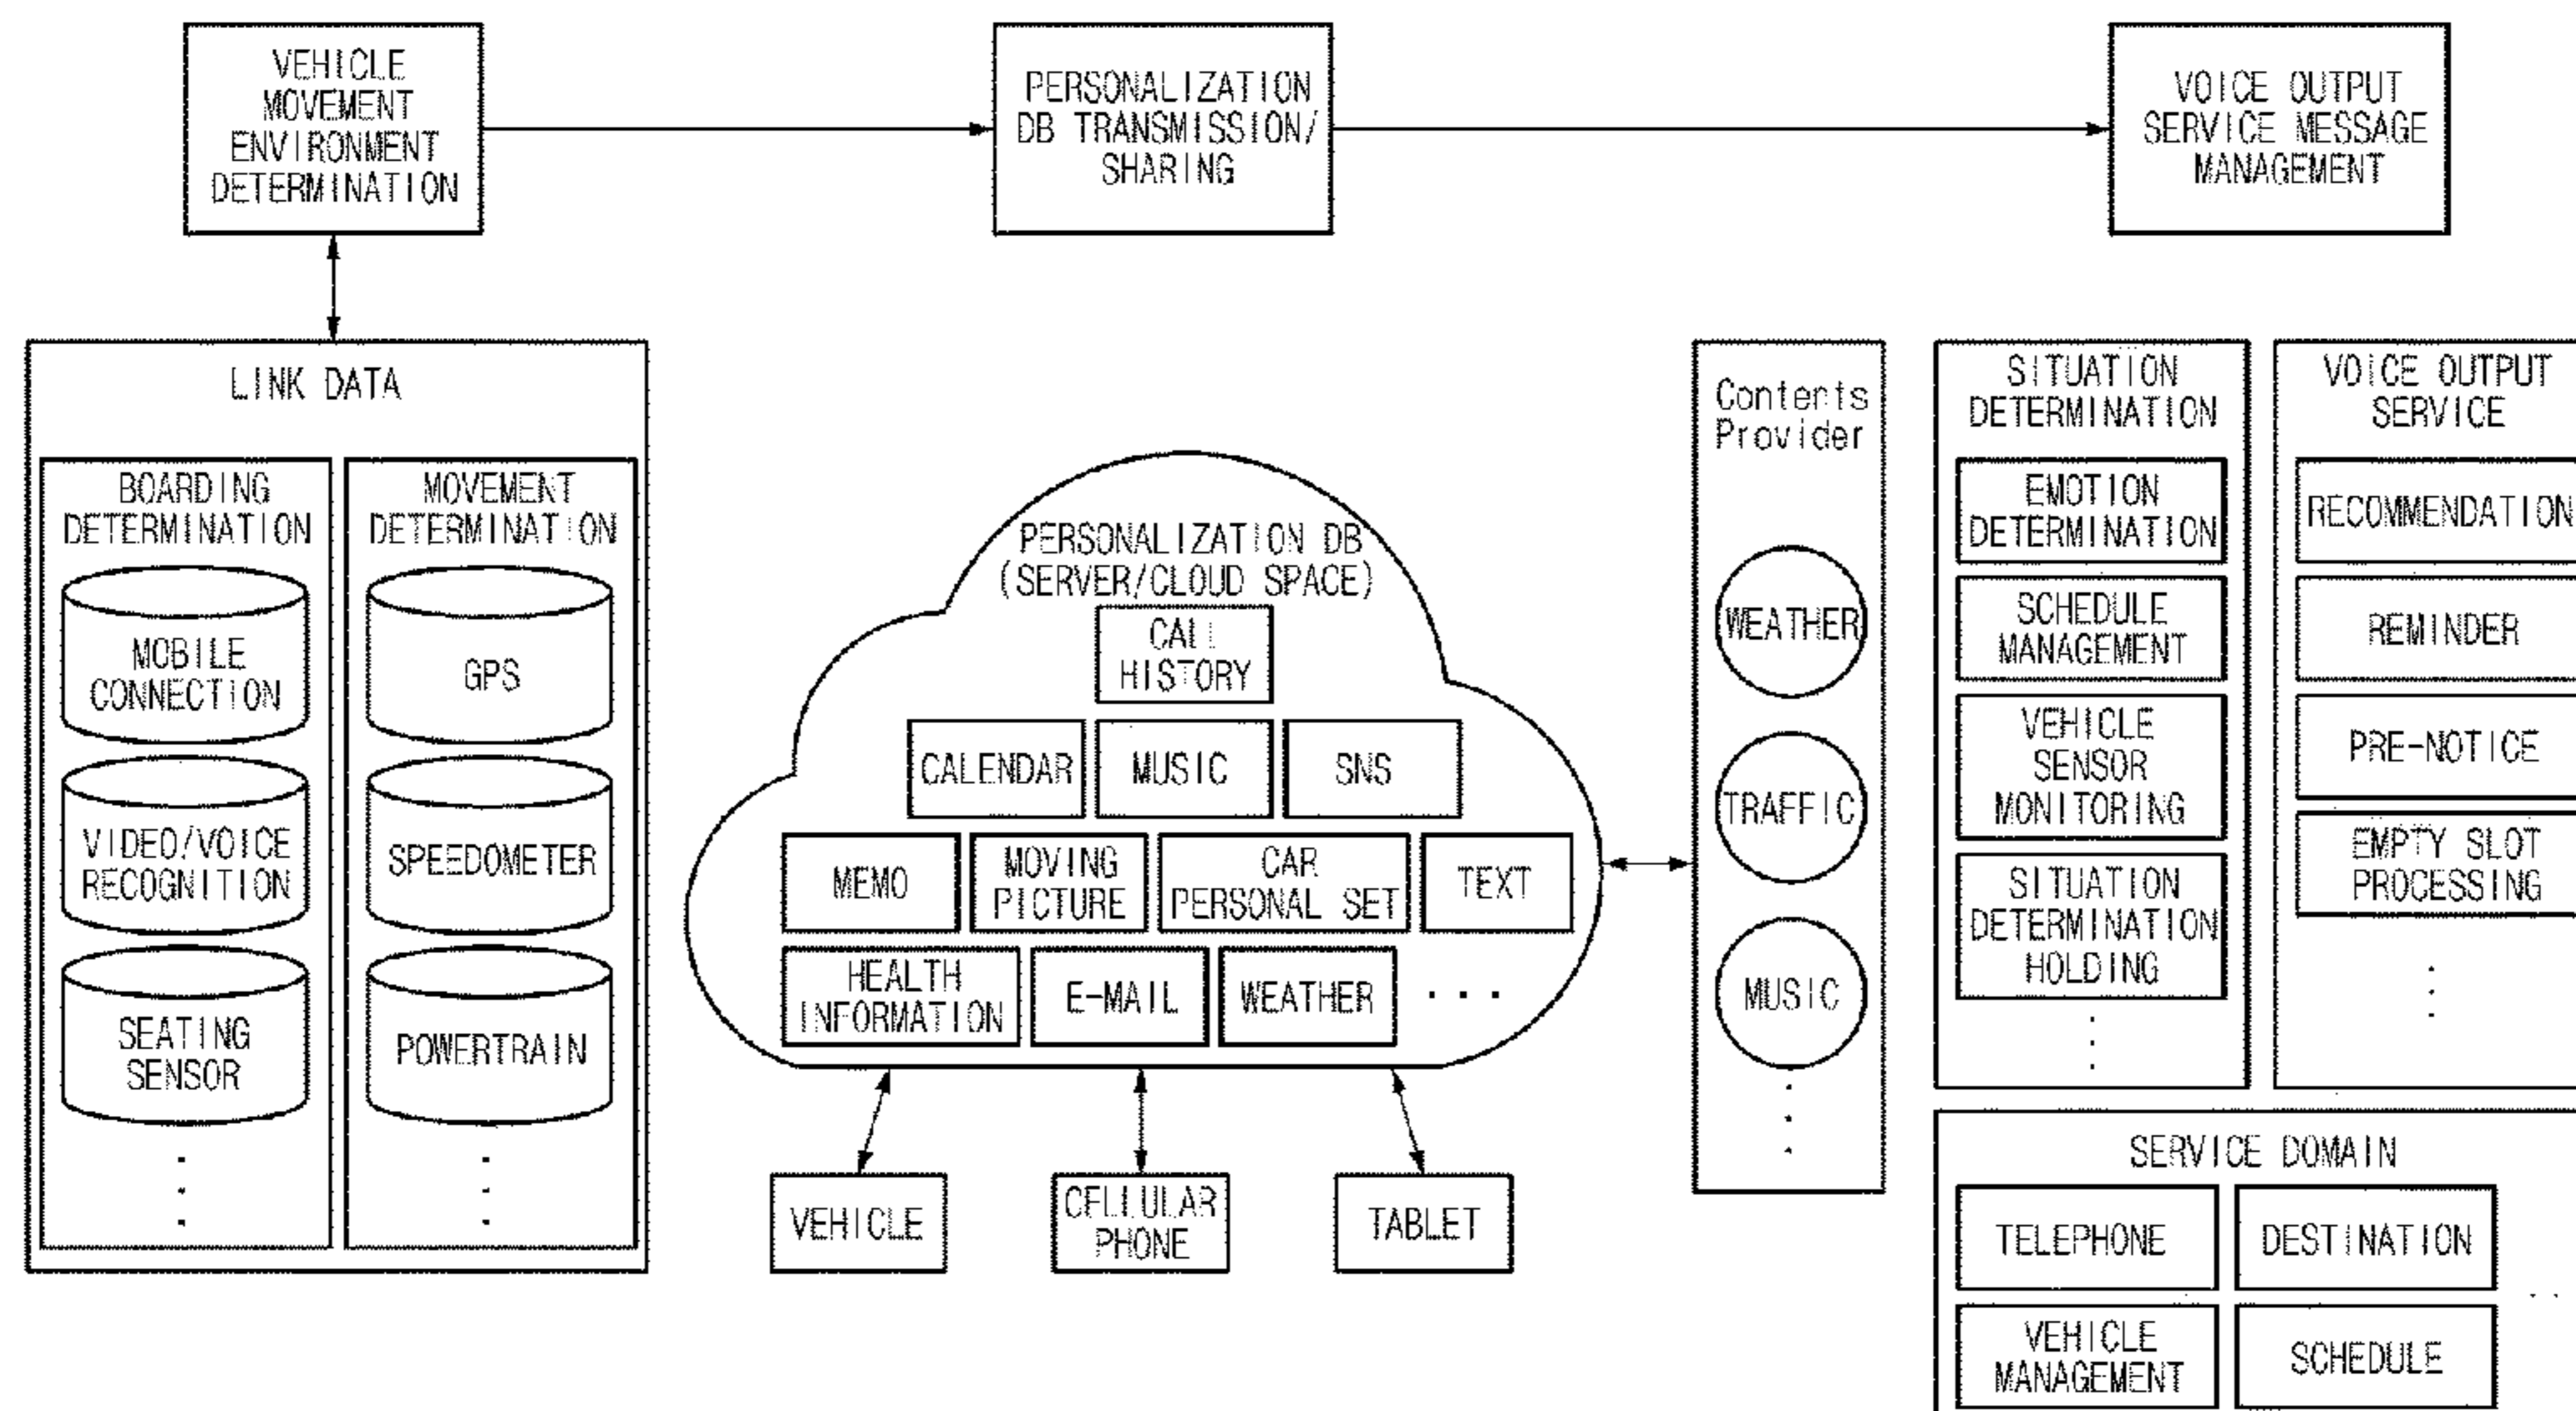 VEHICLE
MOVEMENT
ENVIRONMENT
DETERMINATION
PERSONALIZATION
DB TRANSMISSION/
SHARING
VOICE OUTPUT
SERVICE MESSAGE
MANAGEMENT
LINK DATA
BOARDING
DETERMINATION
MOBILE
CONNECTION
VIDEO/VOICE
RECOGNITION
SEATING
SENSOR
MOVEMENT
DETERMINATION
GPS
SPEEDOMETER
POWERTRAIN
PERSONALIZATION DB
(SERVER/CLOUD SPACE)
CALL
HISTORY
CALENDAR
MUSIC
SNS
MEMO
MOVING
PICTURE
CAR
PERSONAL SET
TEXT
HEALTH
INFORMATION
E-MAIL
WEATHER
...
VEHICLE
CELLULAR
PHONE
TABLET
Contents
Provider
WEATHER
TRAFFIC
MUSIC
SITUATION
DETERMINATION
EMOTION
DETERMINATION
SCHEDULE
MANAGEMENT
VEHICLE
SENSOR
MONITORING
SITUATION
DETERMINATION
HOLDING
VOICE OUTPUT
SERVICE
RECOMMENDATION
REMINDER
PRE-NOTICE
EMPTY SLOT
PROCESSING
SERVICE DOMAIN
TELEPHONE
DESTINATION
VEHICLE
MANAGEMENT
SCHEDULE